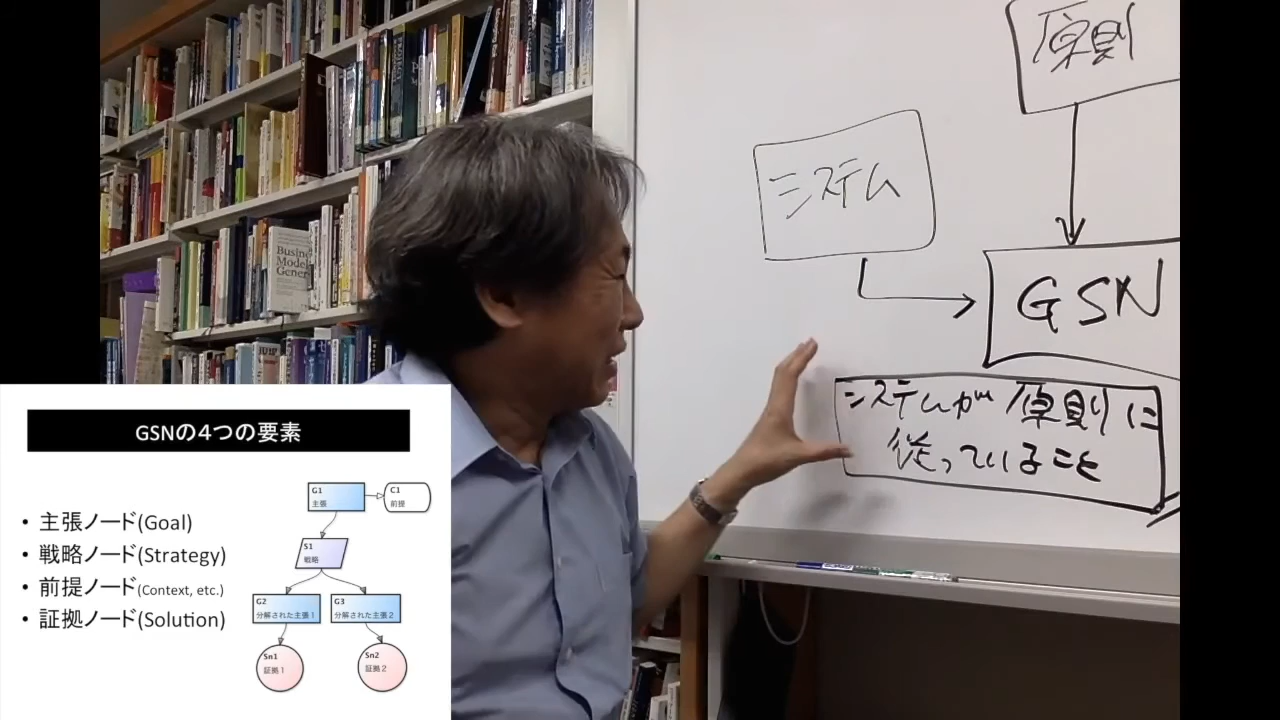 原則
システム
GSN
システムが原則に
従っていること
Business
Model
Gener
GSNの4つの要素
• 主張ノード(Goal)
• 戦略ノード(Strategy)
• 前提ノード(Context, etc.)
• 証拠ノード(Solution)
G1
主張
C1
前提
S1
戦略
G2
分解された主張1
G3
分解された主張2
Sn1
証拠1
Sn2
証拠2